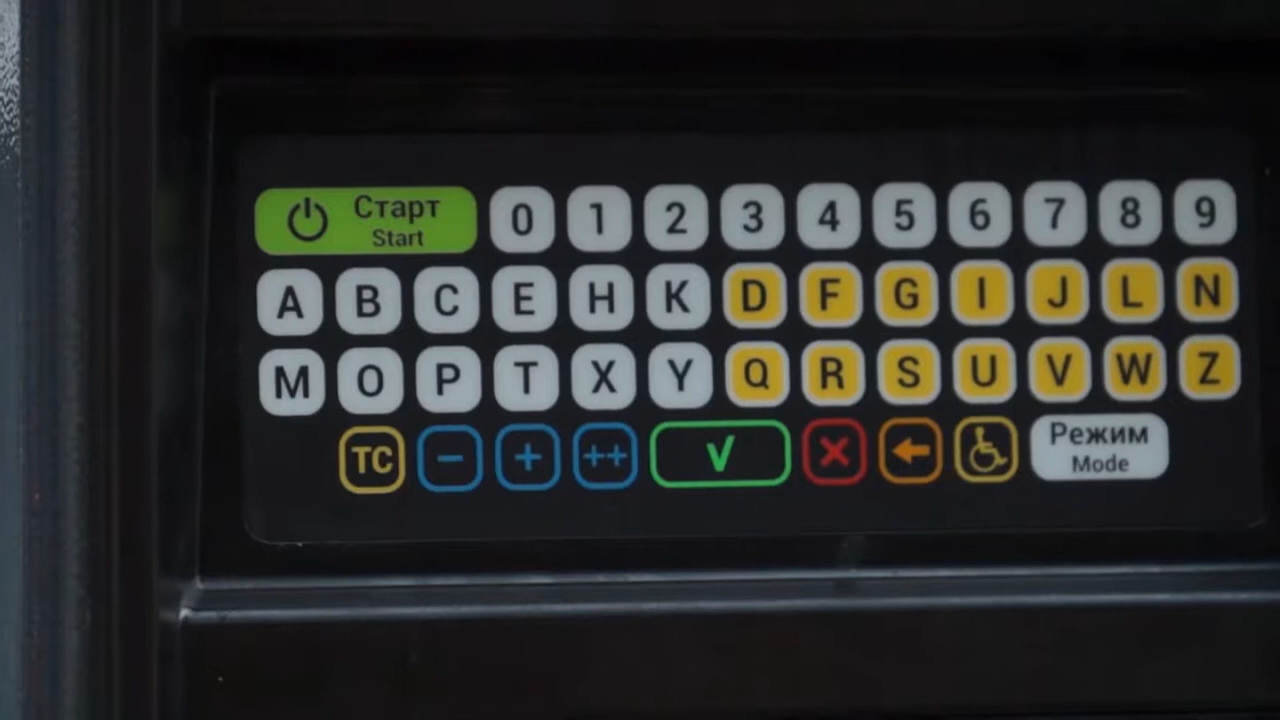 Старт
Start
0 1 2 3 4 5 6 7 8 9
A B C E H K D F G I J L N
M O P T X Y Q R S U V W Z
TC − + ++ √ × ← Режим
Mode